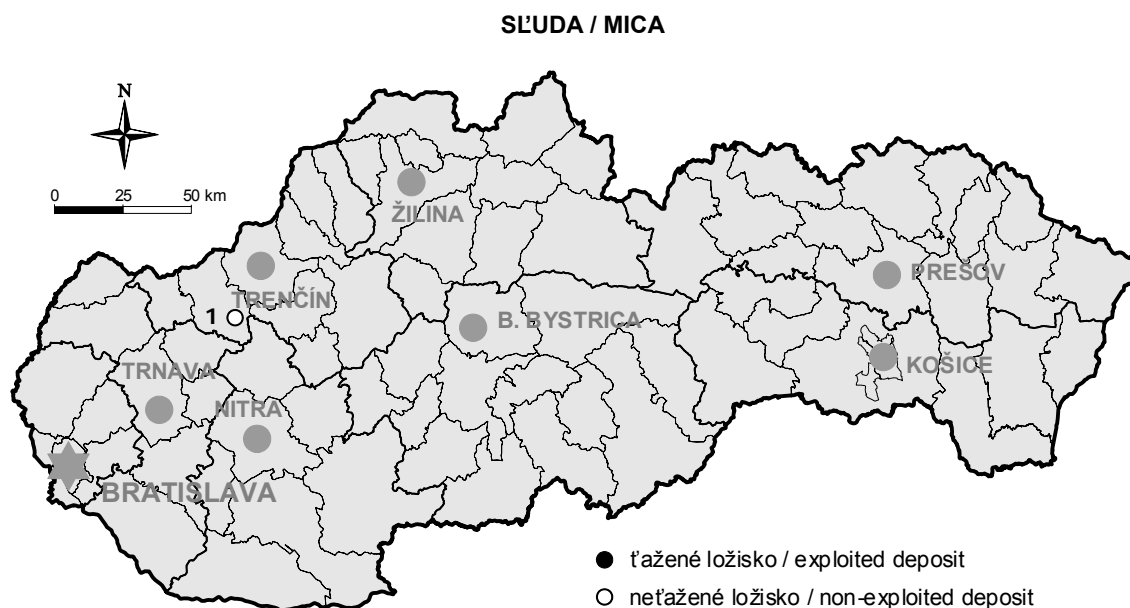 SĽUDA / MICA
N
0 25 50 km
ŽILINA
TRENČÍN
PREŠOV
1
B. BYSTRICA
KOŠICE
TRNAVA
NITRA
BRATISLAVA
ťažené ložisko / exploited deposit
neťažené ložisko / non-exploited deposit